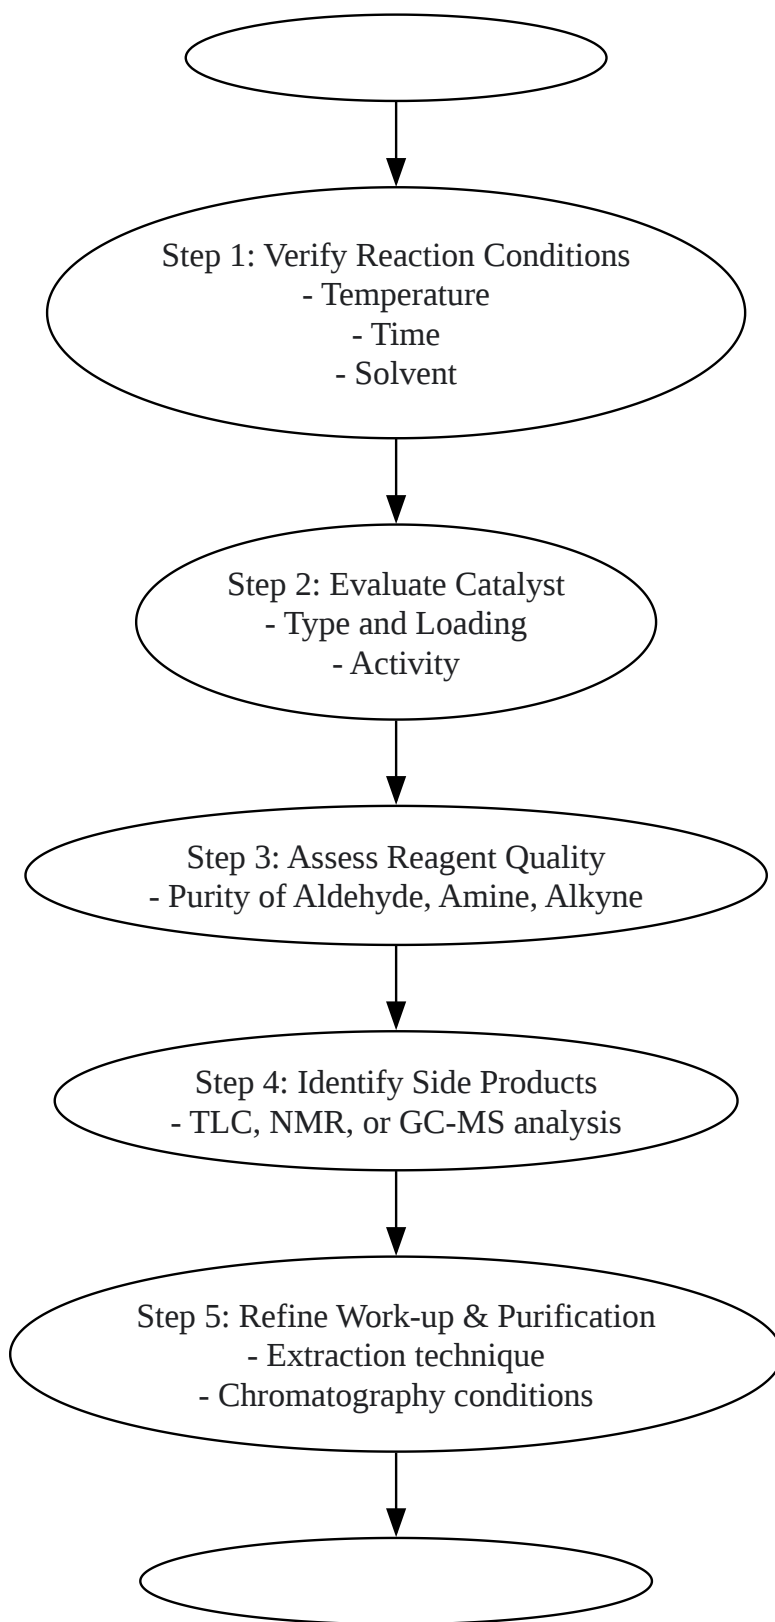 Step 1: Verify Reaction Conditions
- Temperature
- Time
- Solvent
Step 2: Evaluate Catalyst
- Type and Loading
- Activity
Step 3: Assess Reagent Quality
- Purity of Aldehyde, Amine, Alkyne
Step 4: Identify Side Products
- TLC, NMR, or GC-MS analysis
Step 5: Refine Work-up & Purification
- Extraction technique
- Chromatography conditions